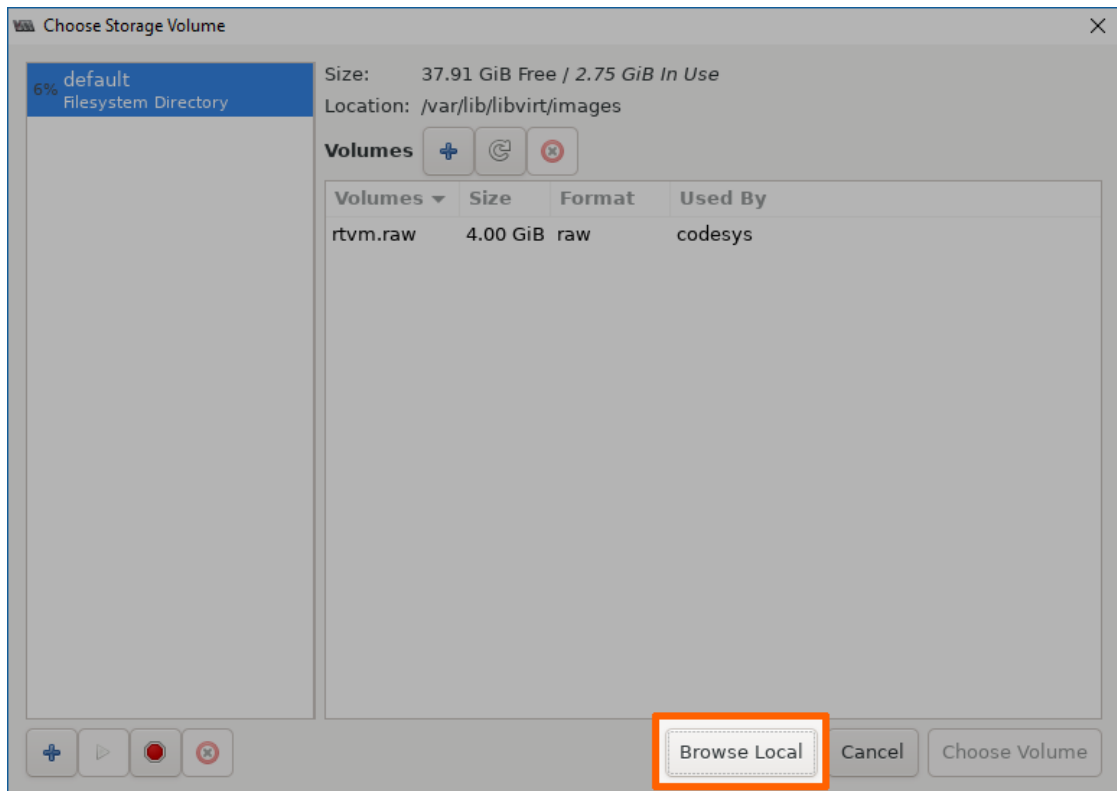 Choose Storage Volume
6% default
Filesystem Directory
Size: 37.91 GiB Free / 2.75 GiB In Use
Location: /var/lib/libvirt/images
Volumes
Volumes Size Format Used By
rtvm.raw 4.00 GiB raw codesys
Browse Local Cancel Choose Volume